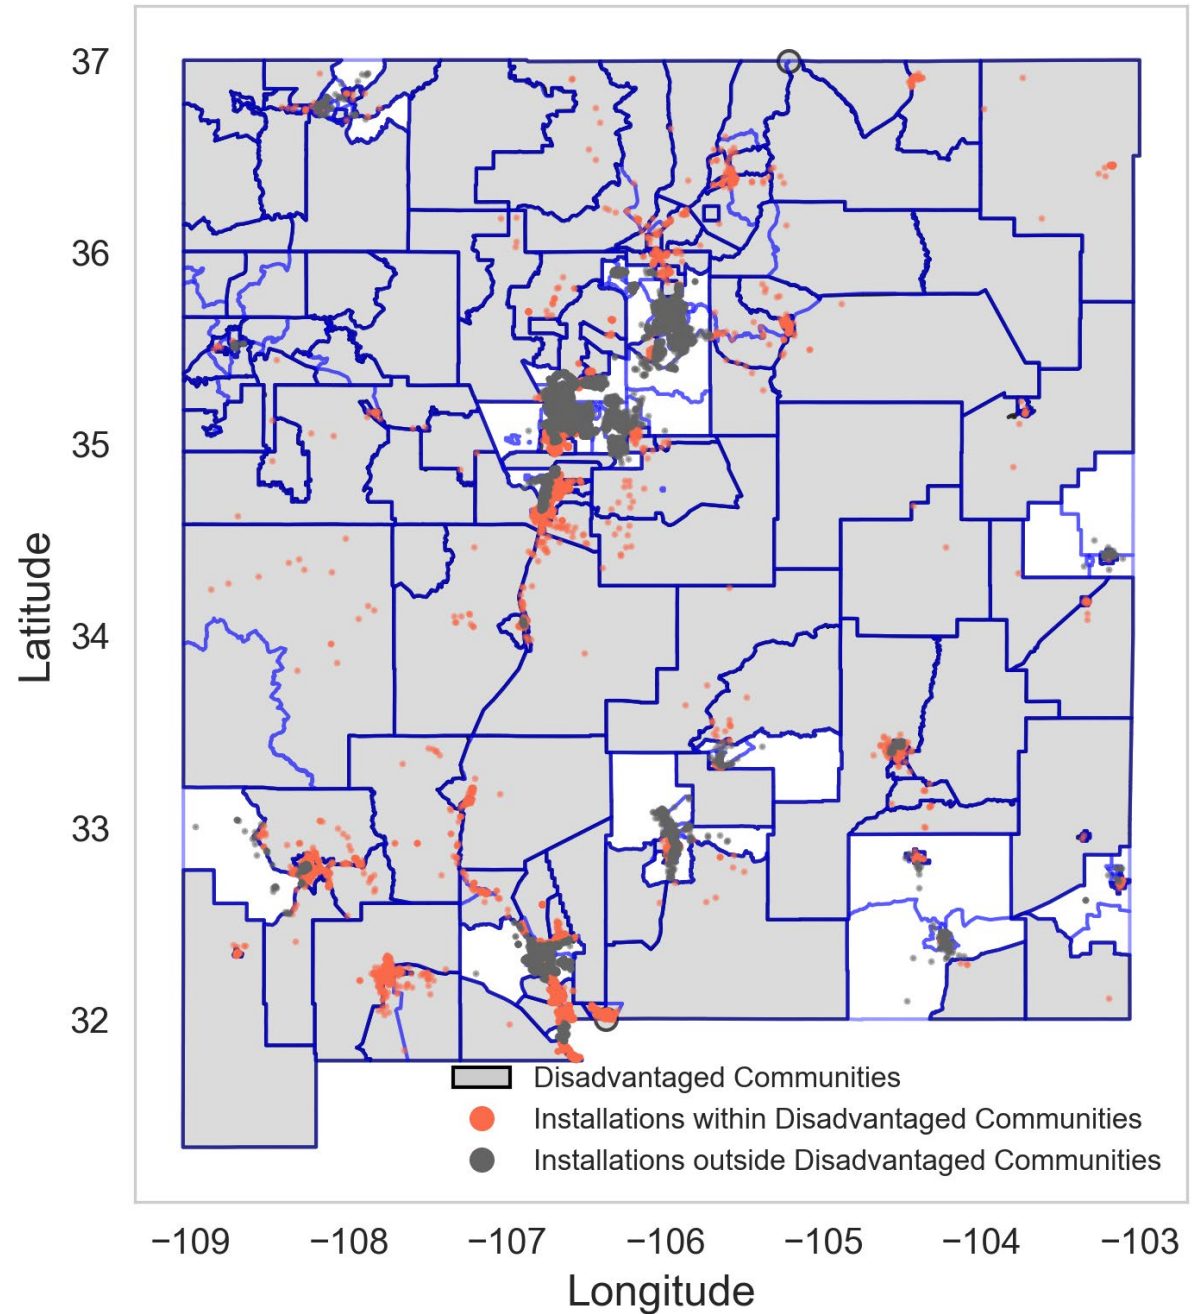 37
36
35
34
33
32
Latitude
Disadvantaged Communities
Installations within Disadvantaged Communities
Installations outside Disadvantaged Communities
−109 −108 −107 −106 −105 −104 −103
Longitude